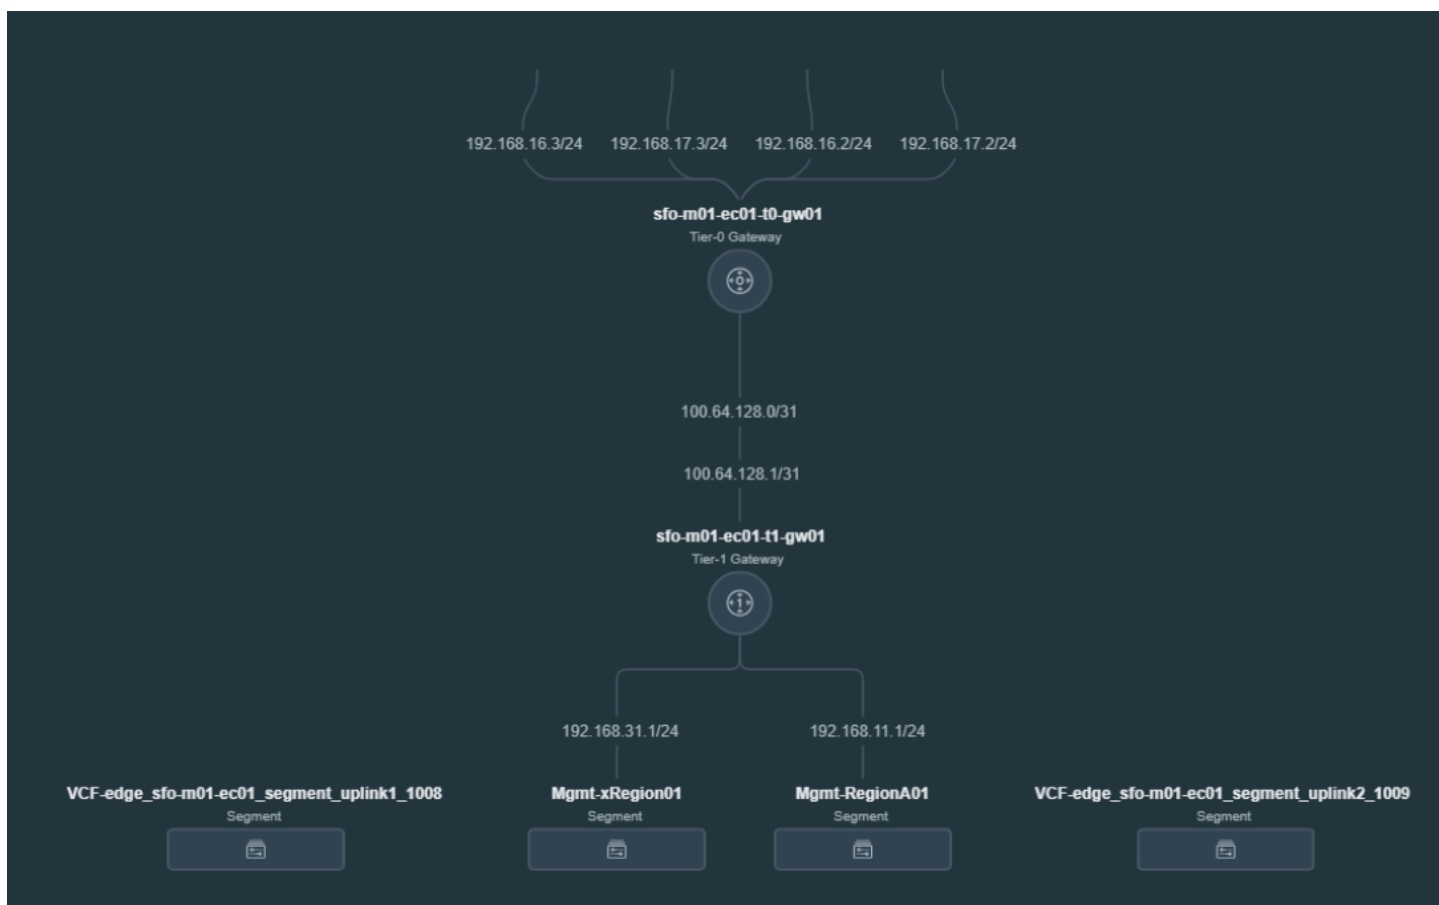 192.168.16.3/24 192.168.17.3/24 192.168.16.2/24 192.168.17.2/24
sfo-m01-ec01-t0-gw01
Tier-0 Gateway
0
100.64.128.0/31
100.64.128.1/31
sfo-m01-ec01-t1-gw01
Tier-1 Gateway
1
192.168.31.1/24 192.168.11.1/24
VCF-edge_sfo-m01-ec01_segment_uplink1_1008 Mgmt-xRegion01 Mgmt-RegionA01 VCF-edge_sfo-m01-ec01_segment_uplink2_1009
Segment Segment Segment Segment